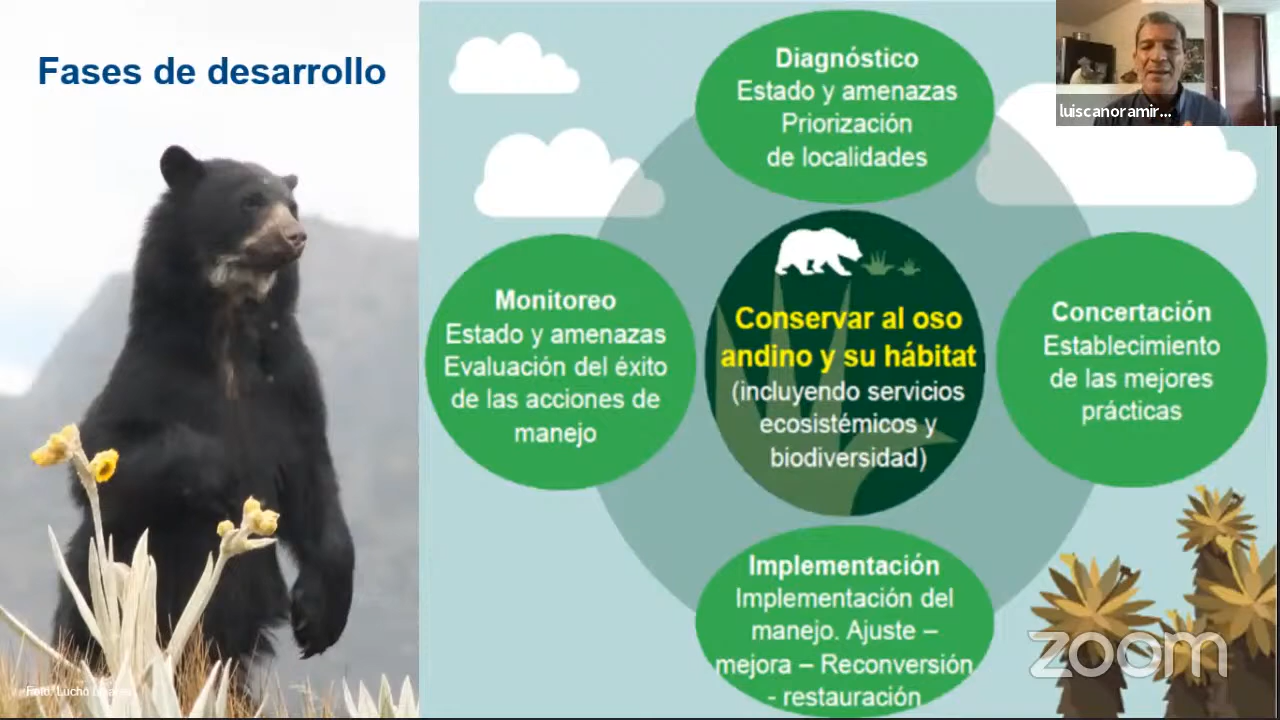 Fases de desarrollo
Diagnóstico
Estado y amenazas
Priorización
de localidades
luiscanoramir...
Monitoreo
Estado y amenazas
Evaluación del éxito
de las acciones de
manejo
Conservar al oso
andino y su hábitat
(incluyendo servicios
ecosistémicos y
biodiversidad)
Concertación
Establecimiento
de las mejores
prácticas
Implementación
Implementación del
manejo. Ajuste –
mejora – Reconversión
- restauración
Foto: Lucho
zoom